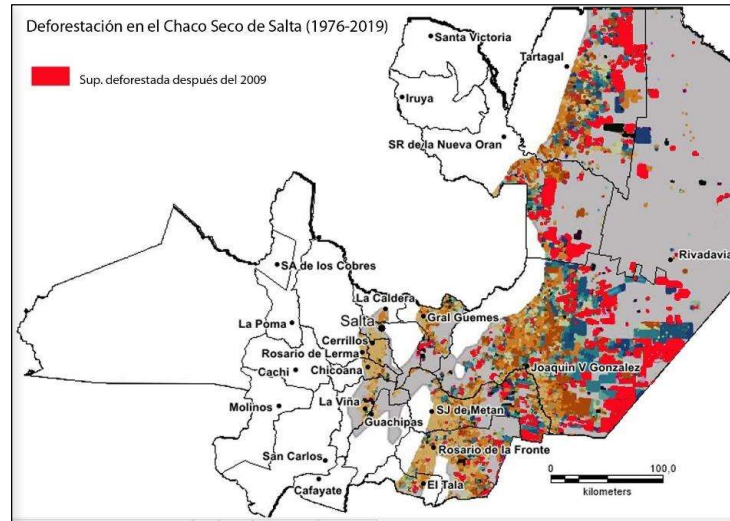 Deforestación en el Chaco Seco de Salta (1976-2019)
Sup. deforestada después del 2009
Santa Victoria
Tartagal
Iruya
SR de la Nueva Oran
Rivadavia
SA de los Cobres
La Caldera
Salta
Gral Guemes
La Poma
Cerrillos
Rosario de Lerma
Cachi
Chicoana
Joaquin V Gonzalez
Molinos
La Viña
Guachipas
SJ de Metan
Rosario de la Fronte
San Carlos
Cafayate
El Tala
0
100,0
kilometers